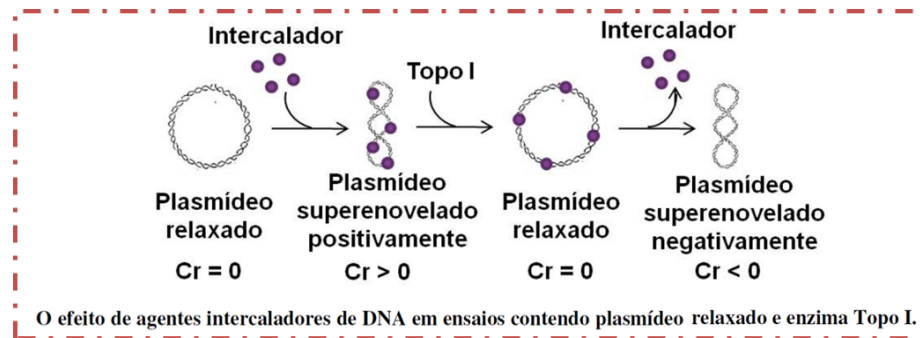 Intercalador
Intercalador
Topo I
Plasmídeo
relaxado
Cr = 0
Plasmídeo
superenovelado
positivamente
Cr > 0
Plasmídeo
relaxado
Cr = 0
Plasmídeo
superenovelado
negativamente
Cr < 0
O efeito de agentes intercaladores de DNA em ensaios contendo plasmídeo relaxado e enzima Topo I.